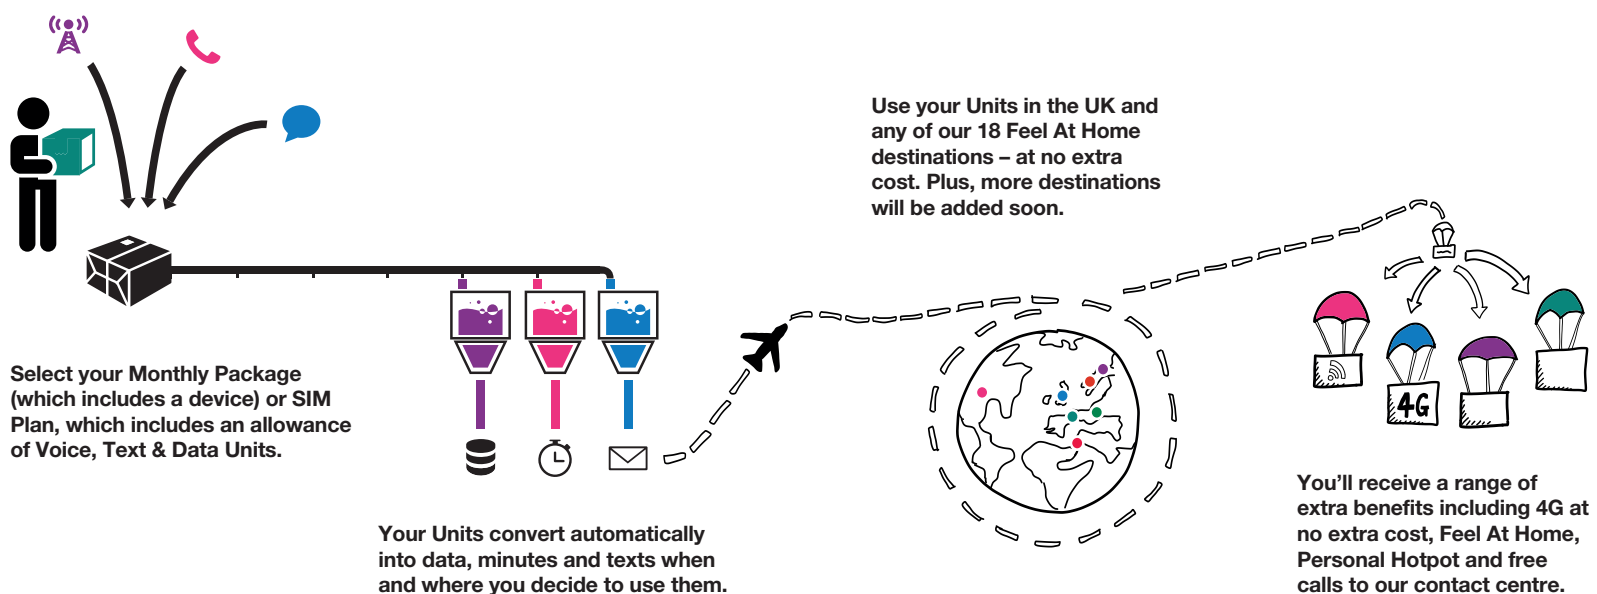 Select your Monthly Package
(which includes a device) or SIM
Plan, which includes an allowance
of Voice, Text & Data Units.
Your Units convert automatically
into data, minutes and texts when
and where you decide to use them.
Use your Units in the UK and
any of our 18 Feel At Home
destinations – at no extra
cost. Plus, more destinations
will be added soon.
4G
You’ll receive a range of
extra benefits including 4G at
no extra cost, Feel At Home,
Personal Hotpot and free
calls to our contact centre.